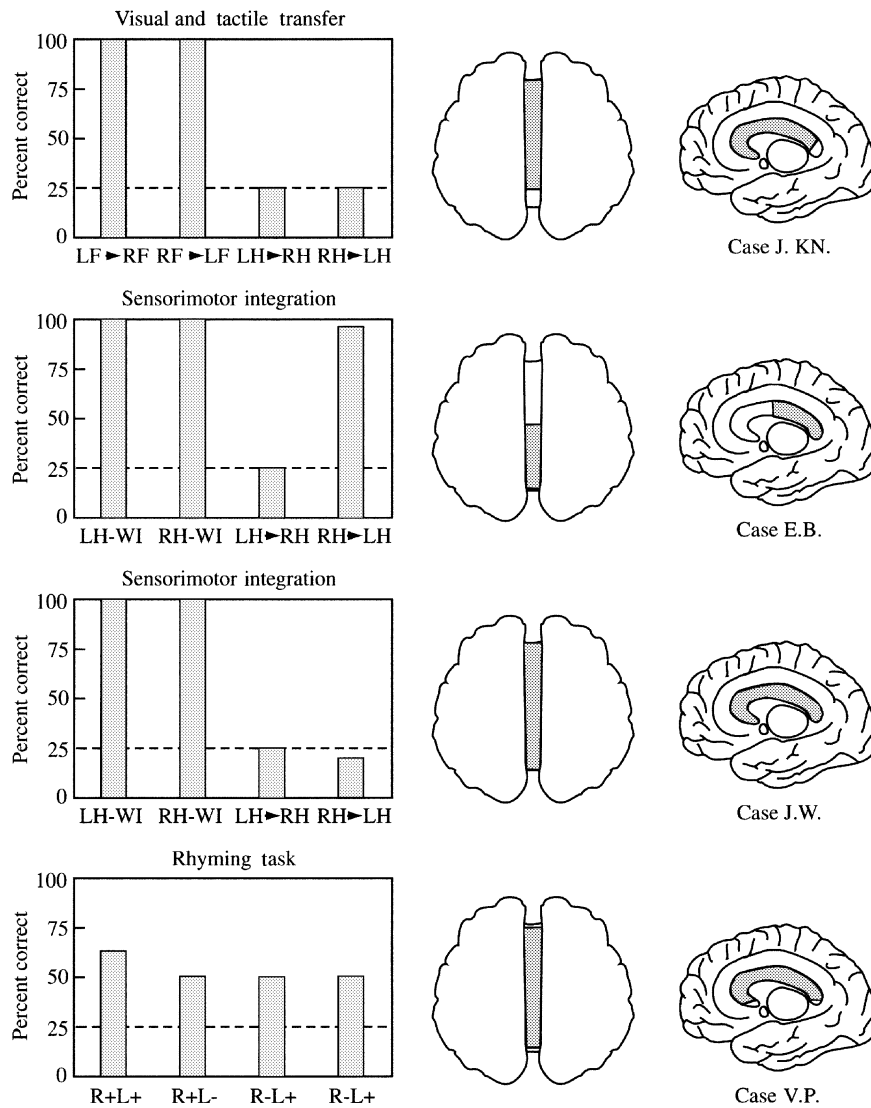 Visual and tactile transfer
Percent correct
100
75
50
25
0
LF►RF RF►LF LH►RH RH►LH
Case J. KN.
Sensorimotor integration
Percent correct
100
75
50
25
0
LH-WI RH-WI LH►RH RH►LH
Case E.B.
Sensorimotor integration
Percent correct
100
75
50
25
0
LH-WI RH-WI LH►RH RH►LH
Case J.W.
Rhyming task
Percent correct
100
75
50
25
0
R+L+ R+L- R-L+ R-L+
Case V.P.